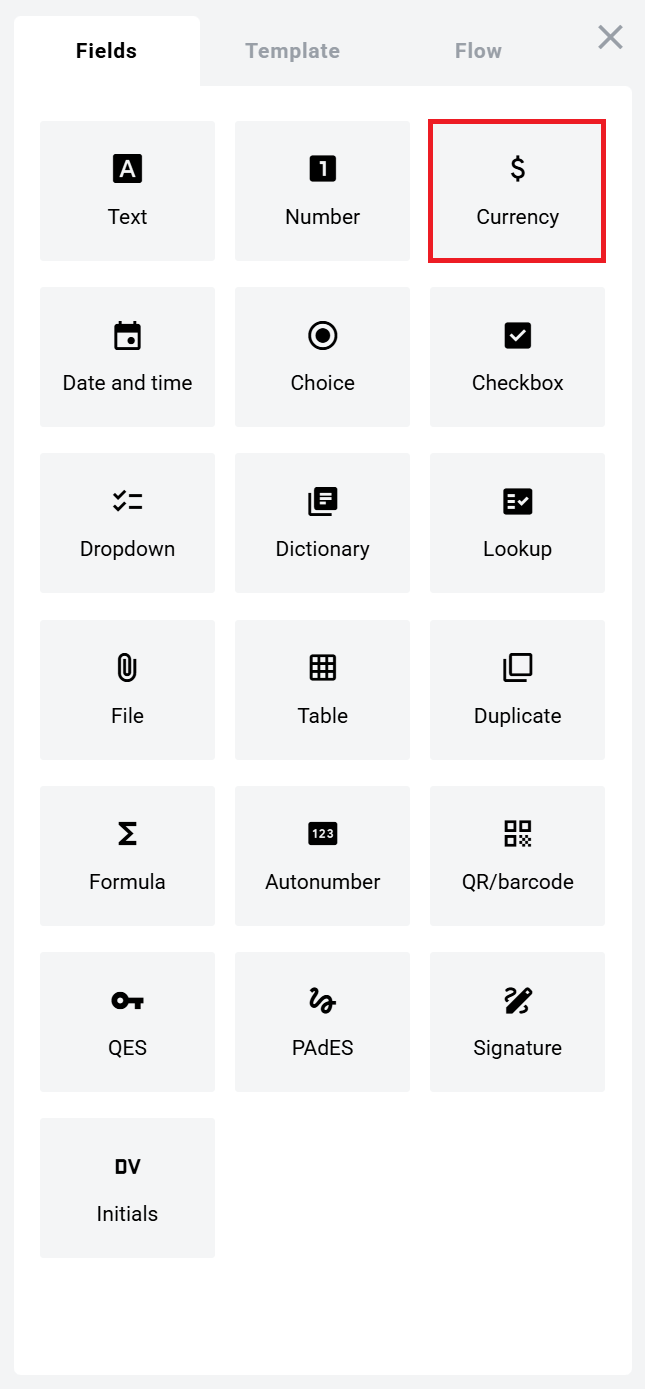 Fields Template Flow
A 1 $
Text Number Currency
Date and time Choice Checkbox
Dropdown Dictionary Lookup
File Table Duplicate
123
Formula Autonumber QR/barcode
QES PAdES Signature
DV
Initials